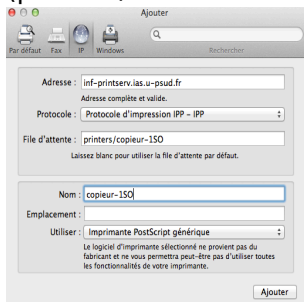 Ajouter
Par défaut Fax IP Windows Rechercher
Adresse : inf-printserv.ias.u-psud.fr
Adresse complète et valide.
Protocole : Protocole d'impression IPP - IPP
File d'attente : printers/copieur-1SO
Laissez blanc pour utiliser la file d'attente par défaut.
Nom : copieur-1SO
Emplacement :
Utiliser : Imprimante PostScript générique
Le logiciel d'impression sélectionné ne provient pas du
fabricant et ne vous permettra peut-être pas d'utiliser toutes
les fonctionnalités de votre imprimante.
Ajouter